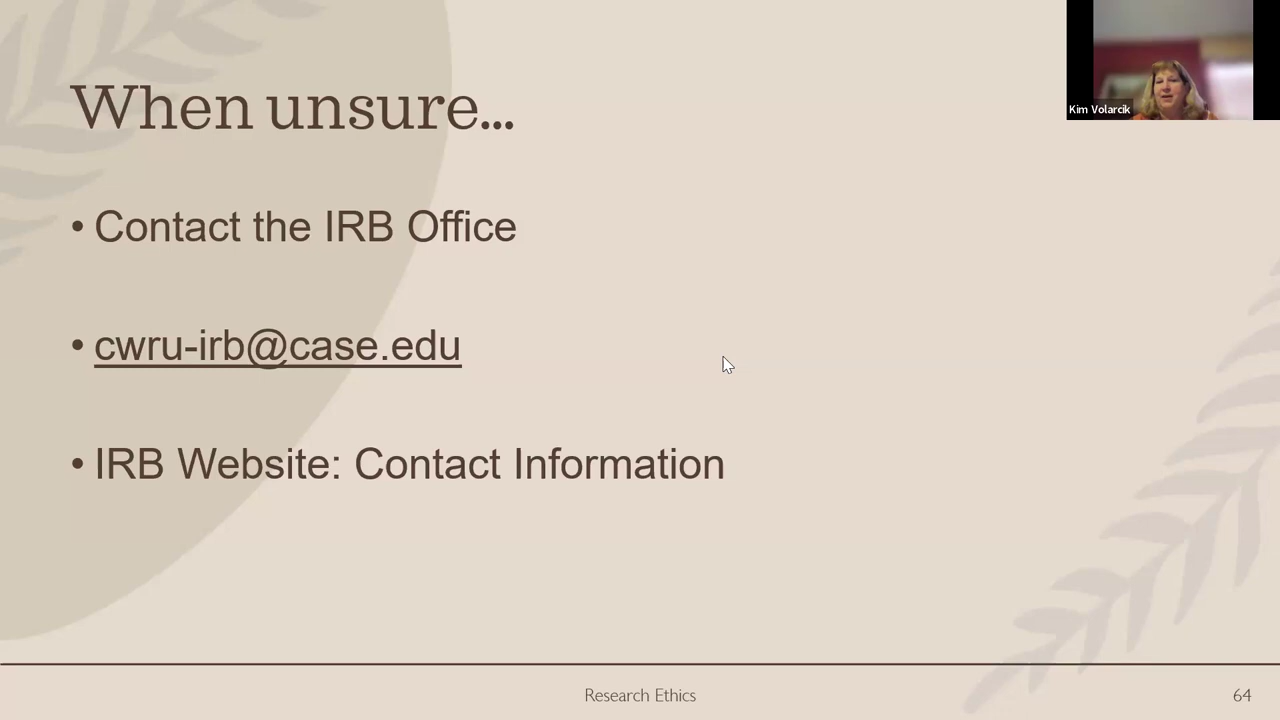 When unsure...
Kim Volarcik
• Contact the IRB Office
• cwru-irb@case.edu
• IRB Website: Contact Information
Research Ethics
64